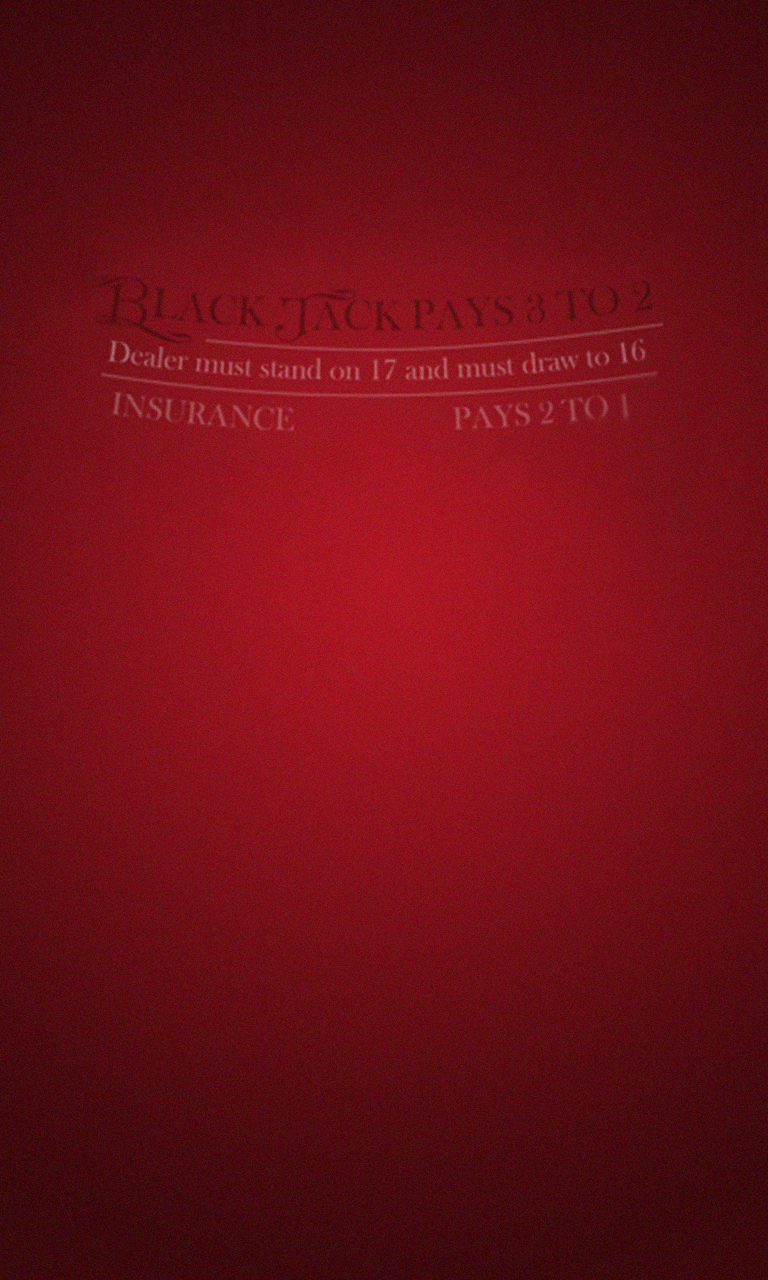 BLACK JACK PAYS 3 TO 2
Dealer must stand on 17 and must draw to 16
INSURANCE PAYS 2 TO 1